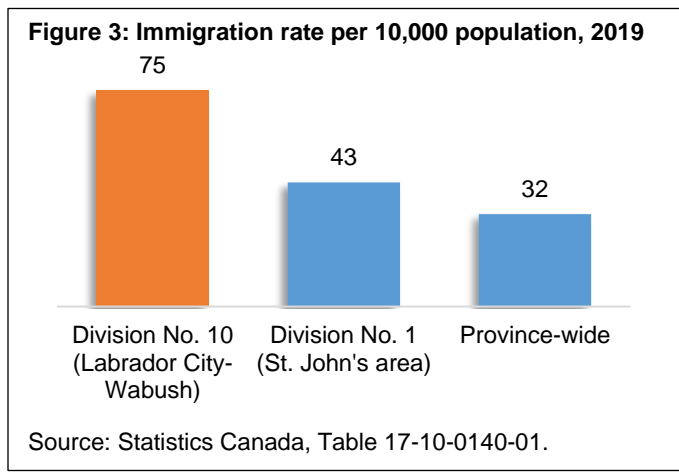 Figure 3: Immigration rate per 10,000 population, 2019
75
43
32
Division No. 10
(Labrador City-
Wabush)
Division No. 1
(St. John's area)
Province-wide
Source: Statistics Canada, Table 17-10-0140-01.